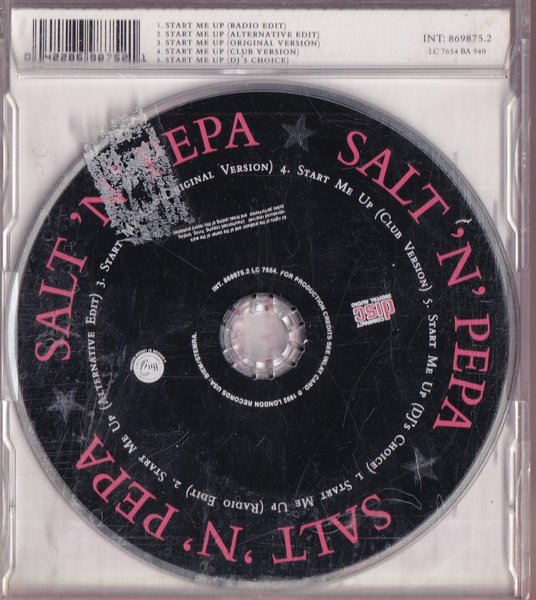 1. START ME UP (RADIO EDIT)
2. START ME UP (ALTERNATIVE EDIT)
3. START ME UP (ORIGINAL VERSION)
4. START ME UP (CLUB VERSION)
5. START ME UP (DJ'S CHOICE)
INT: 869875.2
LC 7654 BA 940
SALT 'N' PEPA
SALT 'N' PEPA
SALT 'N' PEPA
1. START ME UP (RADIO EDIT) 2. START ME UP (ALTERNATIVE EDIT) 3. START ORIGINAL VERSION) 4. START ME UP (CLUB VERSION) 5. START ME UP (DJ'S CHOICE)
INT. 869875.2 LC 7654. FOR PRODUCTION CREDITS SEE INLAY CARD. ℗ 1992 LONDON RECORDS USA.
COMPACT
disc
DIGITAL AUDIO
ffrr